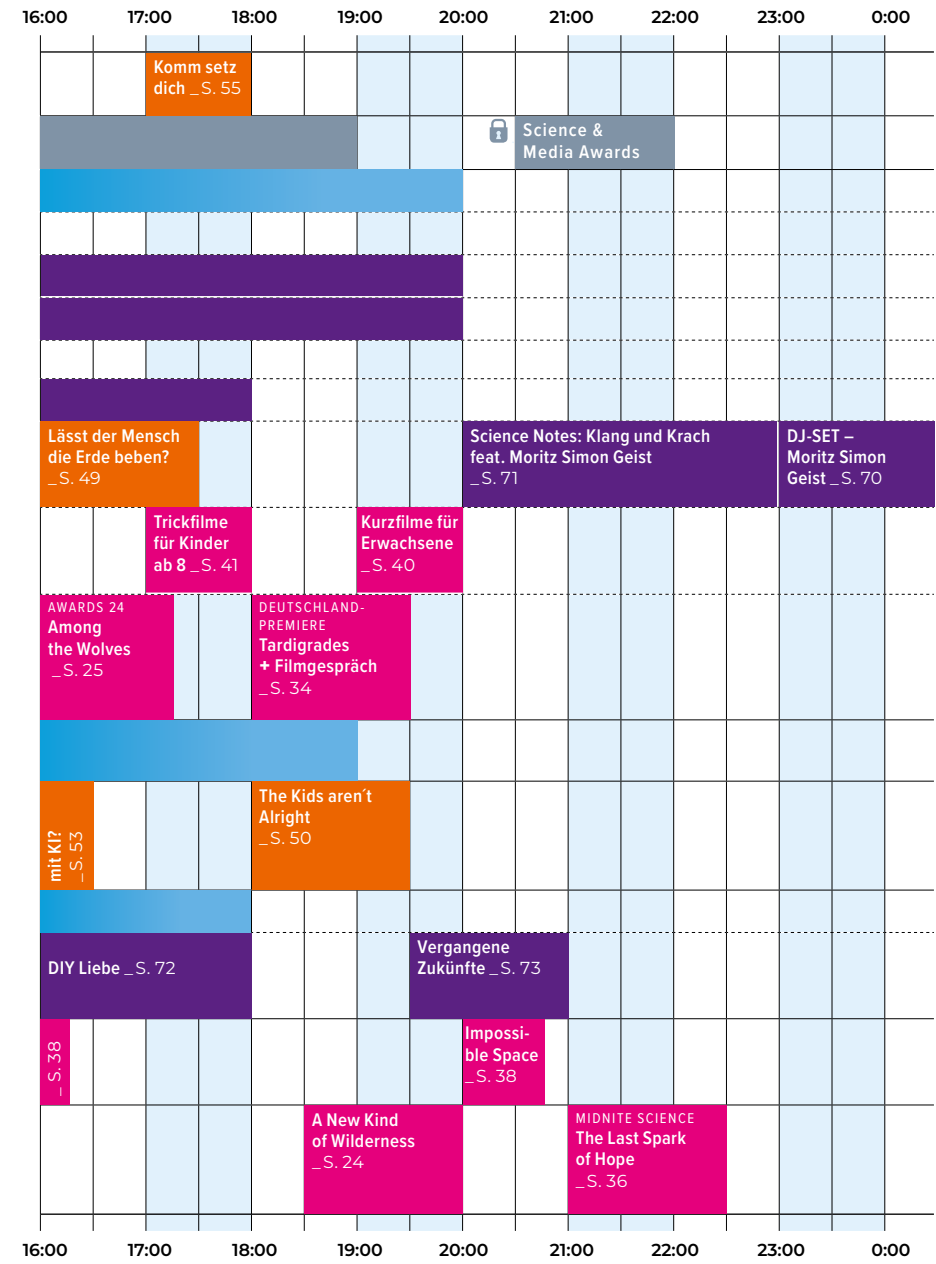 16:00 17:00 18:00 19:00 20:00 21:00 22:00 23:00 0:00
Komm setz
dich _S. 55
Science &
Media Awards
Lässt der Mensch
die Erde beben?
_S. 49
Science Notes: Klang und Krach
feat. Moritz Simon Geist
_S. 71
DJ-SET –
Moritz Simon
Geist _S. 70
Trickfilme
für Kinder
ab 8 _S. 41
Kurzfilme für
Erwachsene
_S. 40
AWARDS 24
Among
the Wolves
_S. 25
DEUTSCHLAND-
PREMIERE
Tardigrades
+ Filmgespräch
_S. 34
mit KI?
_S. 53
The Kids aren´t
Alright
_S. 50
DIY Liebe _S. 72
Vergangene
Zukünfte _S. 73
_S. 38
Impossi-
ble Space
_S. 38
A New Kind
of Wilderness
_S. 24
MIDNITE SCIENCE
The Last Spark
of Hope
_S. 36
16:00 17:00 18:00 19:00 20:00 21:00 22:00 23:00 0:00